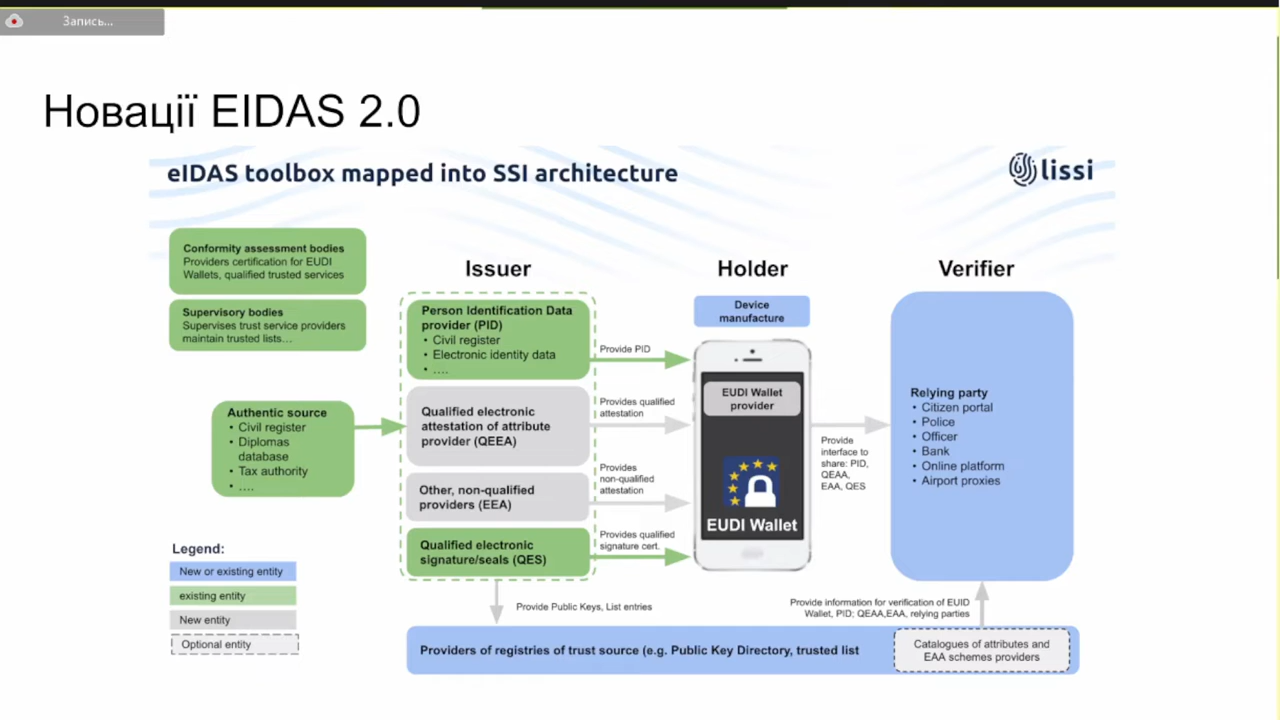 Запись...
Новації EIDAS 2.0
eIDAS toolbox mapped into SSI architecture
lissi
Conformity assessment bodies
Providers certification for EUDI
Wallets, qualified trusted services
Supervisory bodies
Supervises trust service providers
maintain trusted lists…
Authentic source
• Civil register
• Diplomas
database
• Tax authority
• ….
Issuer
Person Identification Data
provider (PID)
• Civil register
• Electronic identity data
• ….
Qualified electronic
attestation of attribute
provider (QEEA)
Other, non-qualified
providers (EEA)
Qualified electronic
signature/seals (QES)
Provide PID
Provides qualified
attestation
Provides
non-qualified
attestation
Provides qualified
signature cert.
Holder
Device
manufacture
EUDI Wallet
provider
EUDI Wallet
Provide
interface to
share: PID,
QEAA,
EAA, QES
Verifier
Relying party
• Citizen portal
• Police
• Officer
• Bank
• Online platform
• Airport proxies
Legend:
New or existing entity
existing entity
New entity
Optional entity
Provide Public Keys, List entries
Provide information for verification of EUID
Wallet, PID; QEAA,EAA, relying parties
Providers of registries of trust source (e.g. Public Key Directory, trusted list
Catalogues of attributes and
EAA schemes providers